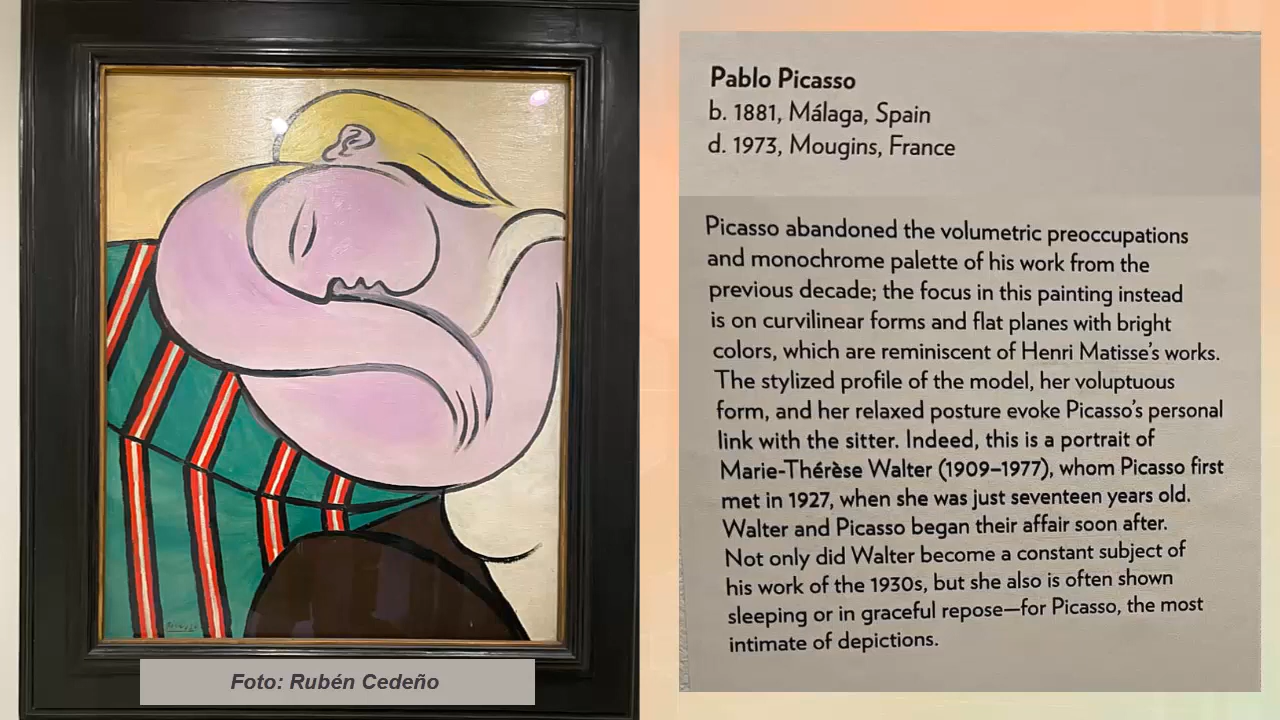 Foto: Rubén Cedeño
Pablo Picasso
b. 1881, Málaga, Spain
d. 1973, Mougins, France
Picasso abandoned the volumetric preoccupations
and monochrome palette of his work from the
previous decade; the focus in this painting instead
is on curvilinear forms and flat planes with bright
colors, which are reminiscent of Henri Matisse's works.
The stylized profile of the model, her voluptuous
form, and her relaxed posture evoke Picasso's personal
link with the sitter. Indeed, this is a portrait of
Marie-Thérèse Walter (1909–1977), whom Picasso first
met in 1927, when she was just seventeen years old.
Walter and Picasso began their affair soon after.
Not only did Walter become a constant subject of
his work of the 1930s, but she also is often shown
sleeping or in graceful repose—for Picasso, the most
intimate of depictions.